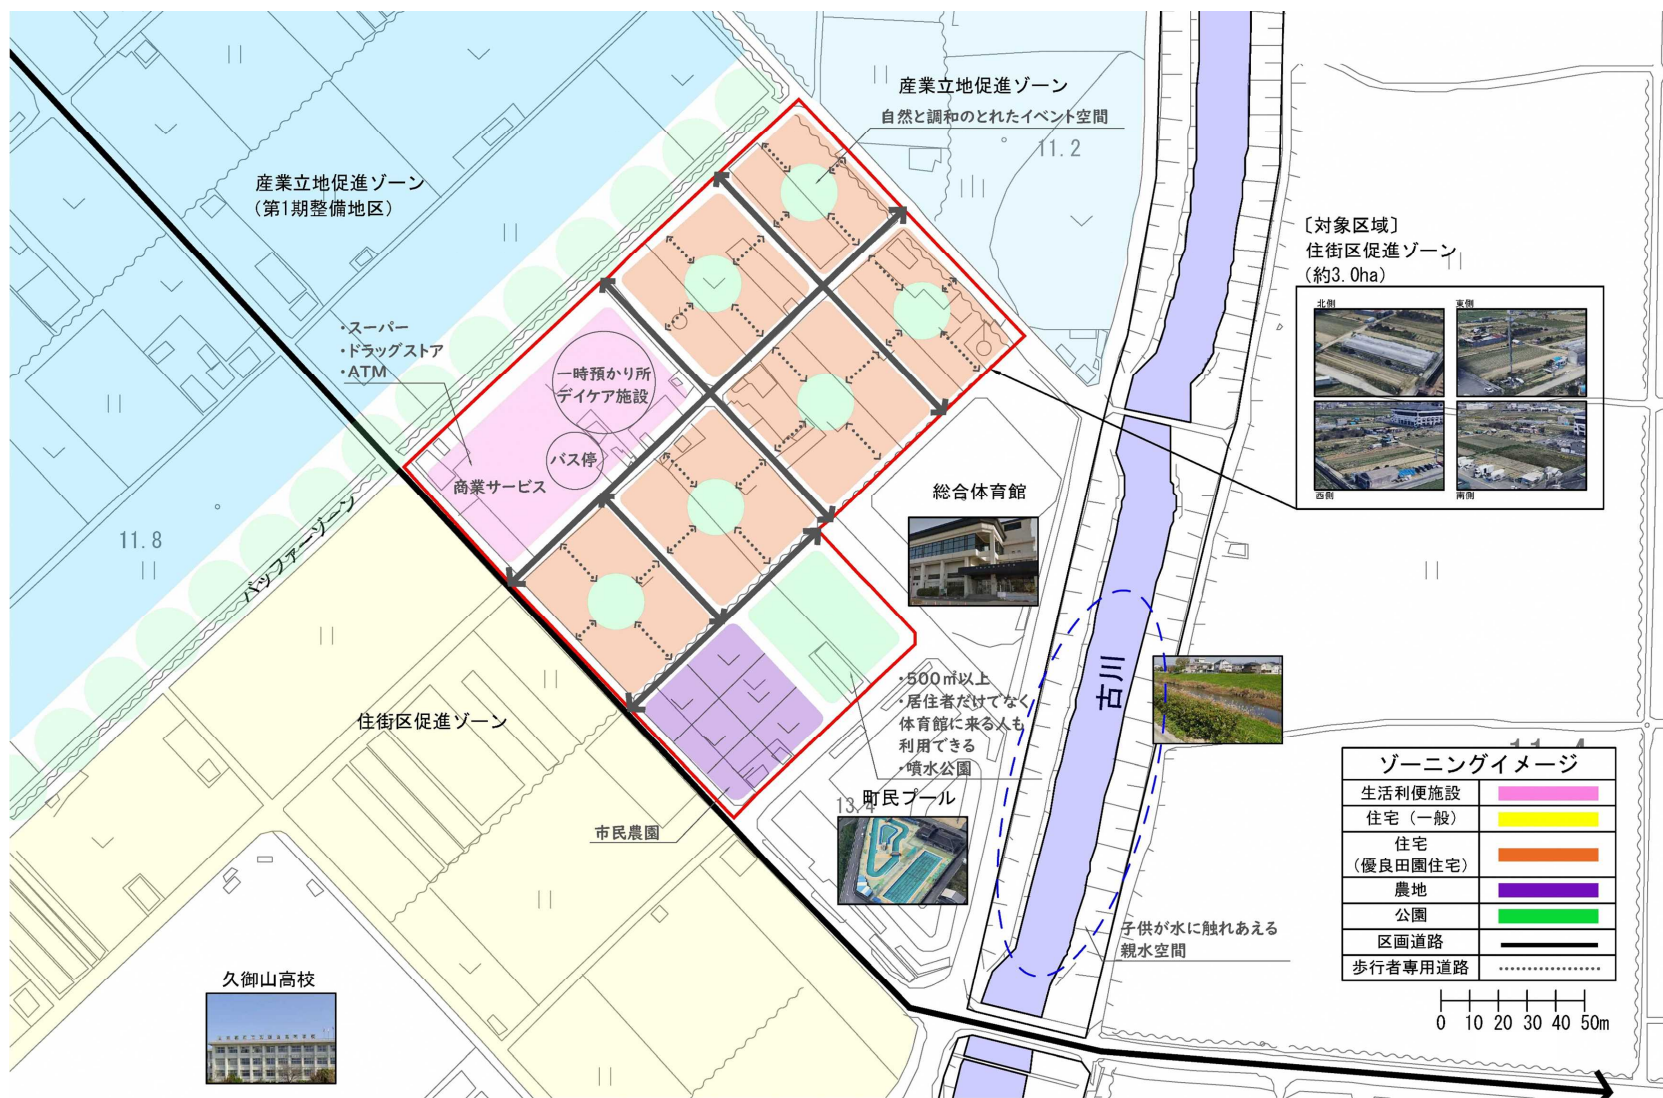 産業立地促進ゾーン
自然と調和のとれたイベント空間
11.2
産業立地促進ゾーン
(第1期整備地区)
〔対象区域〕
住街区促進ゾーン
(約3.0ha)
北側
東側
西側
南側
・スーパー
・ドラッグストア
・ATM
一時預かり所
デイケア施設
バス停
商業サービス
総合体育館
11.8
バッファーゾーン
古川
・500㎡以上
・居住者だけでなく
体育館に来る人も
利用できる
・噴水公園
住街区促進ゾーン
町民プール
13.4
市民農園
子供が水に触れあえる
親水空間
久御山高校
11.4
ゾーニングイメージ
生活利便施設
住宅（一般）
住宅
（優良田園住宅）
農地
公園
区画道路
歩行者専用道路
0 10 20 30 40 50m